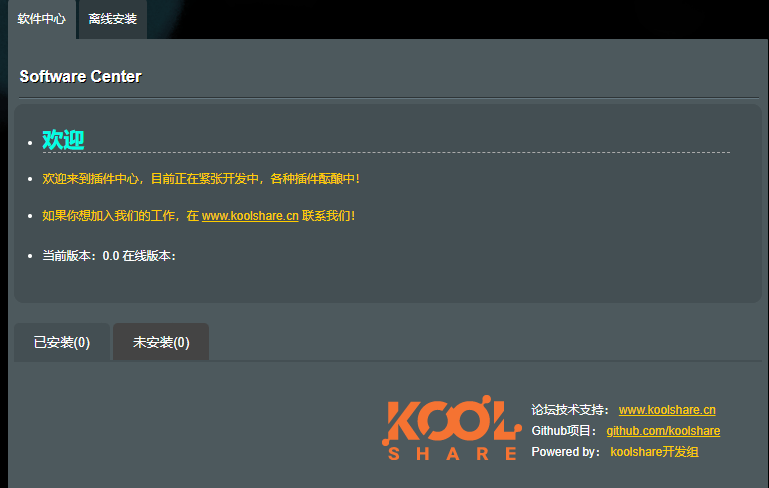 软件中心 离线安装
Software Center
欢迎
欢迎来到插件中心，目前正在紧张开发中，各种插件酝酿中！
如果你想加入我们的工作，在 www.koolshare.cn 联系我们！
当前版本：0.0 在线版本：
已安装(0) 未安装(0)
KOOL
SHARE
论坛技术支持： www.koolshare.cn
Github项目： github.com/koolshare
Powered by： koolshare开发组